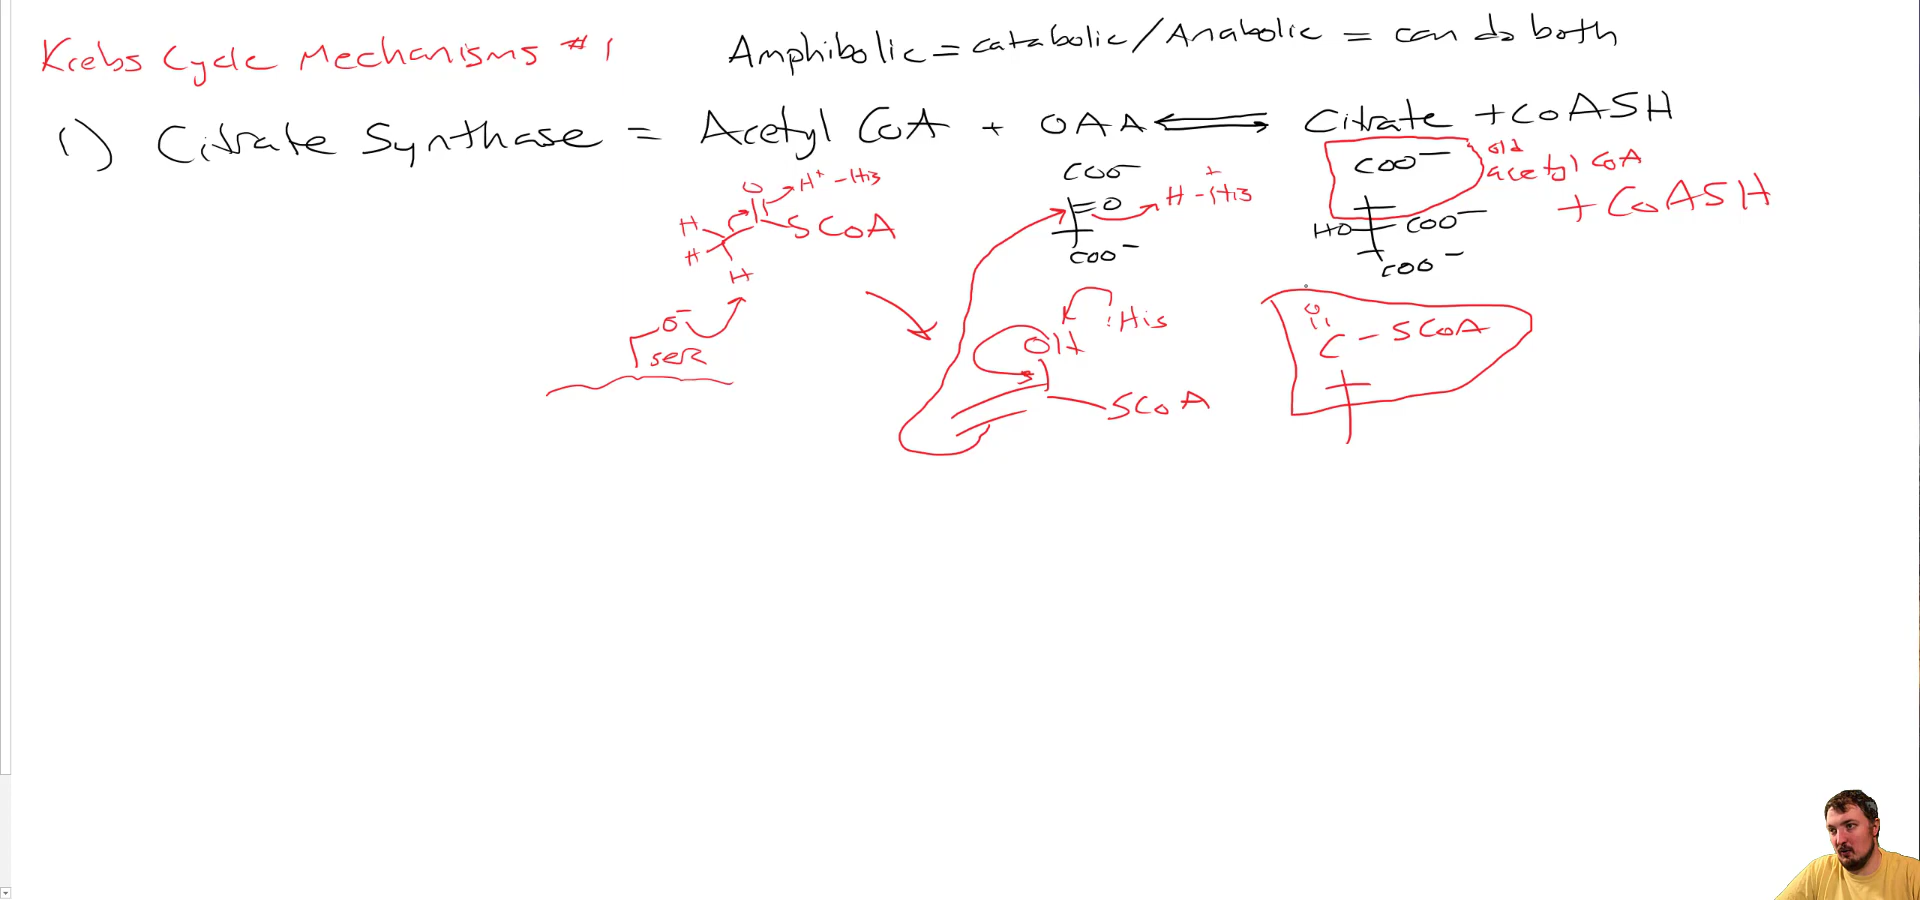 Krebs Cycle Mechanisms #1
Amphibolic = catabolic/Anabolic = can do both
1) Citrate Synthase = Acetyl CoA + OAA ⇌ Citrate + CoASH
O
H+ -His
H
SCoA
H
H
O-
ser
COO-
=O
H -His+
COO-
:His
OH
SCoA
COO-
old
acetyl CoA
+ CoASH
HO
COO-
COO-
O
C - SCoA